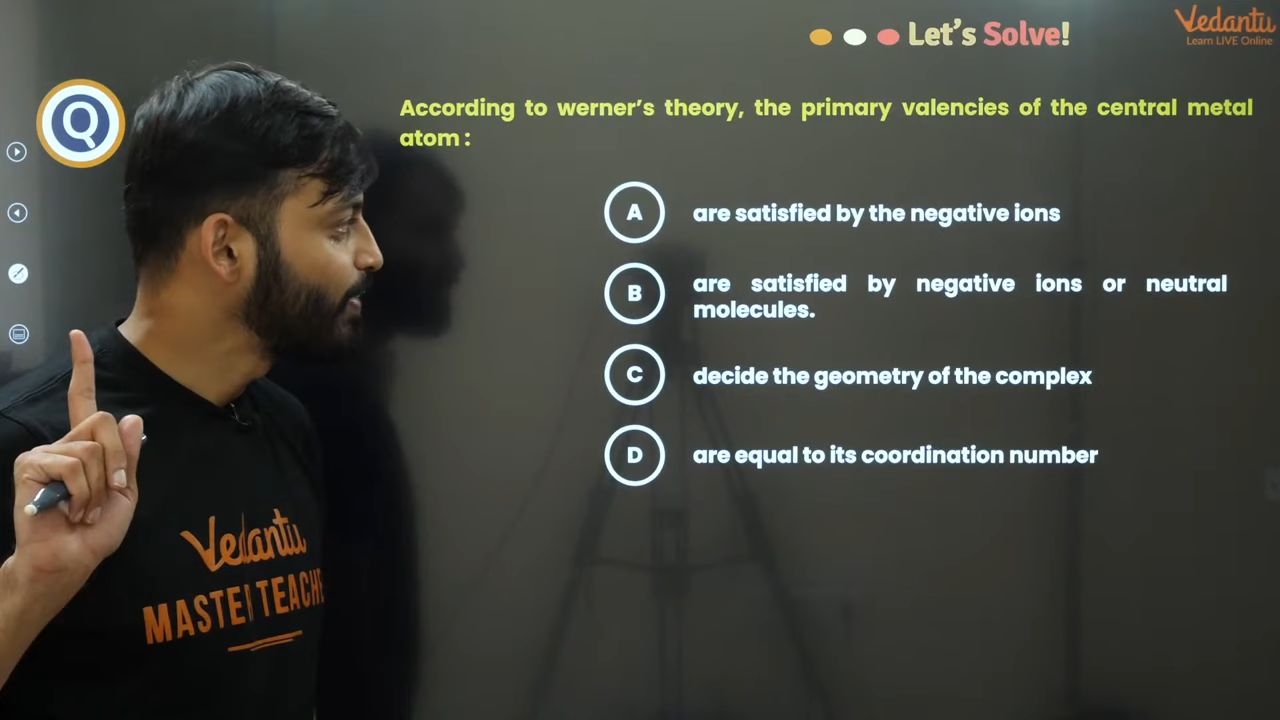 Vedantu
Learn LIVE Online
Let's Solve!
Q
According to werner's theory, the primary valencies of the central metal
atom :
A are satisfied by the negative ions
B are satisfied by negative ions or neutral
molecules.
C decide the geometry of the complex
D are equal to its coordination number
Vedantu
MASTER TEACHE